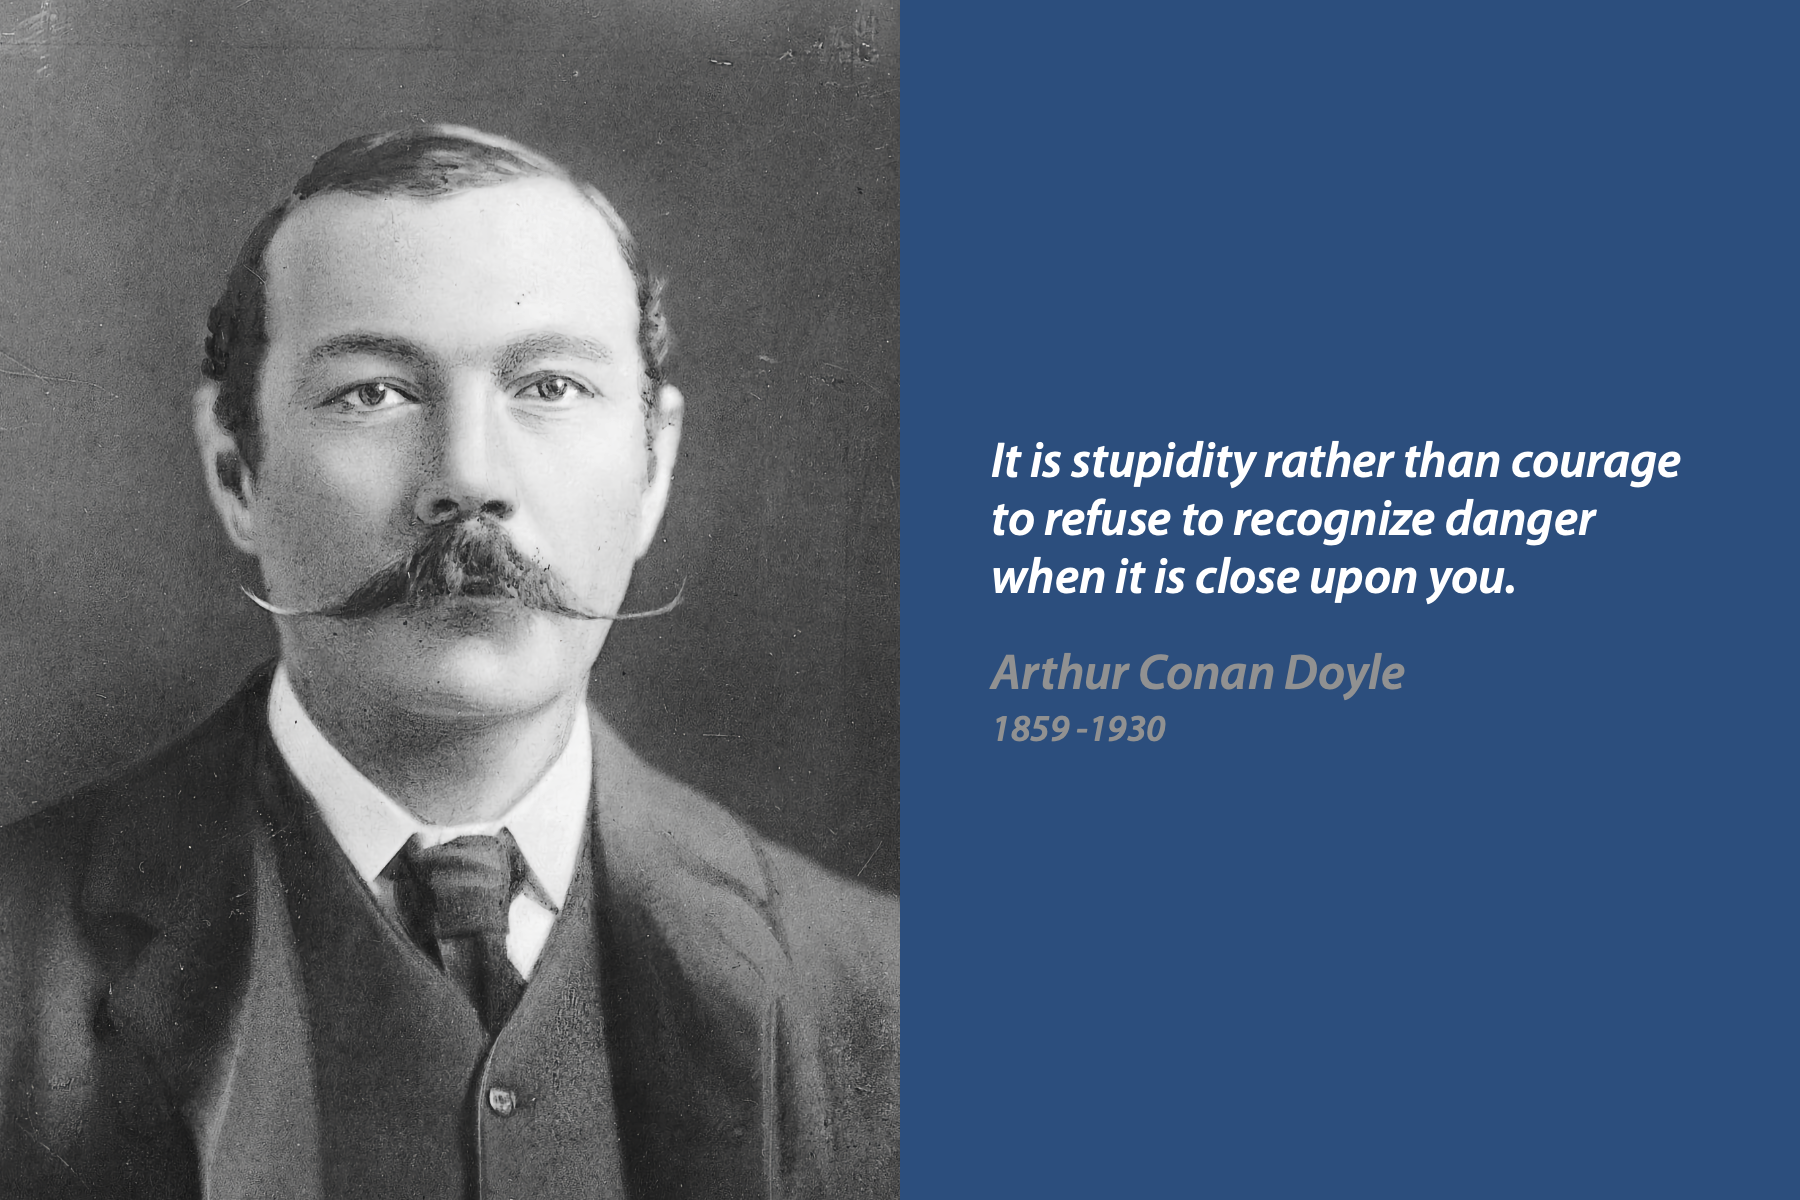 It is stupidity rather than courage
to refuse to recognize danger
when it is close upon you.
Arthur Conan Doyle
1859 -1930